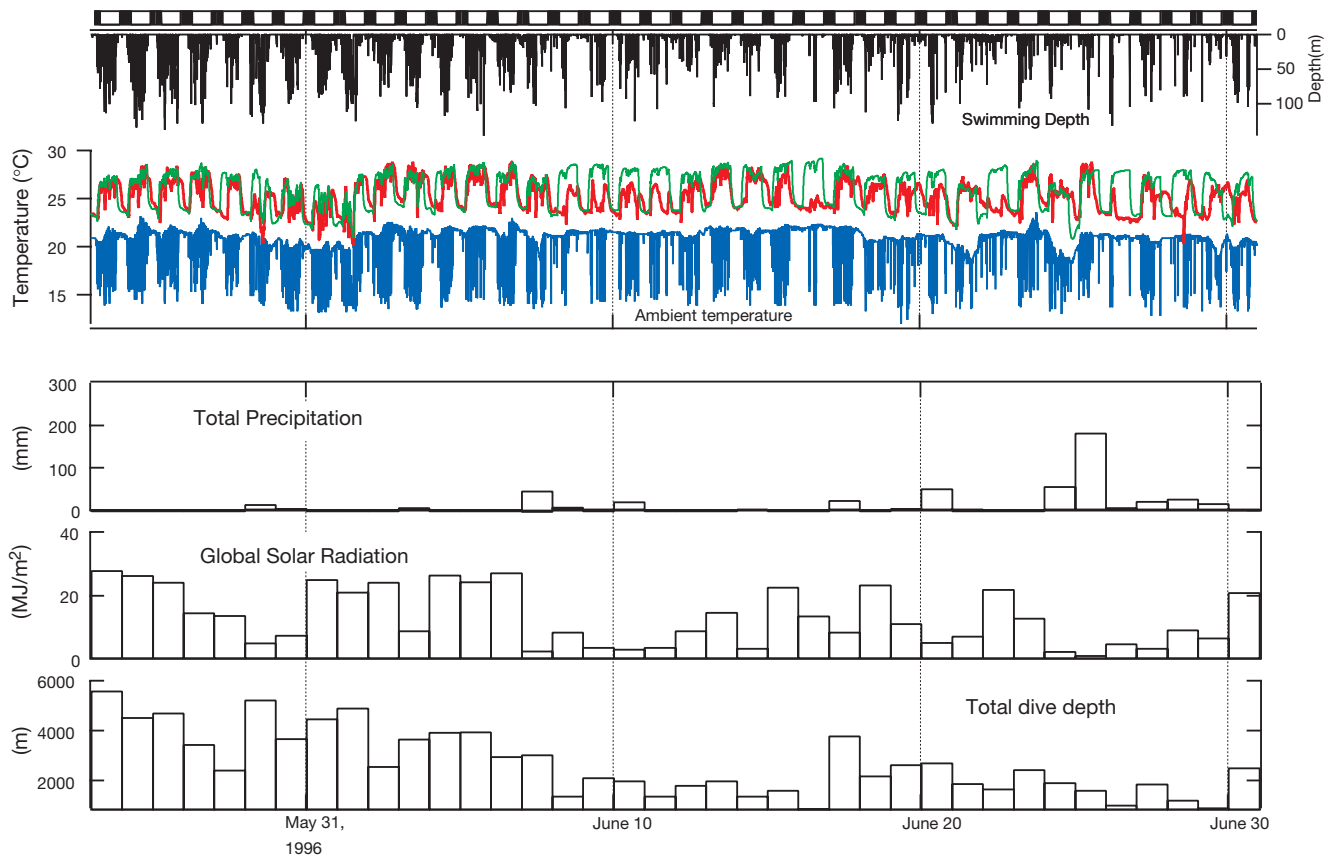 0
50
100
Depth(m)
Swimming Depth
30
25
20
15
Temperature (°C)
Ambient temperature
300
200
100
0
(mm)
Total Precipitation
40
20
0
(MJ/m²)
Global Solar Radiation
6000
4000
2000
(m)
Total dive depth
May 31,
1996
June 10
June 20
June 30